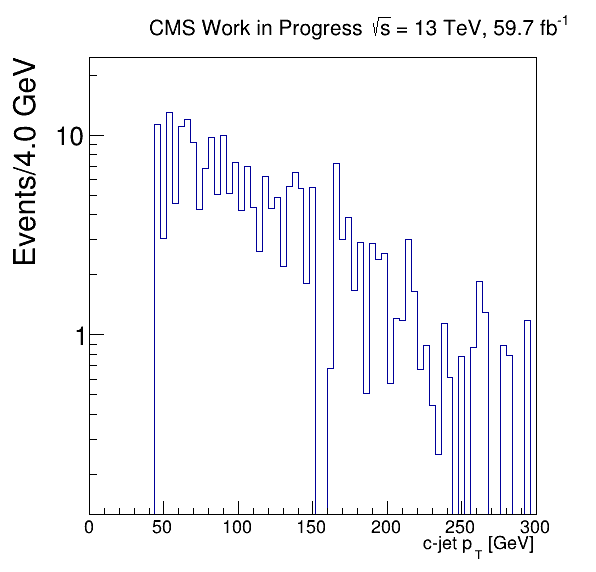 CMS Work in Progress √s = 13 TeV, 59.7 fb-1
Events/4.0 GeV
10
1
0 50 100 150 200 250 300
c-jet pT [GeV]